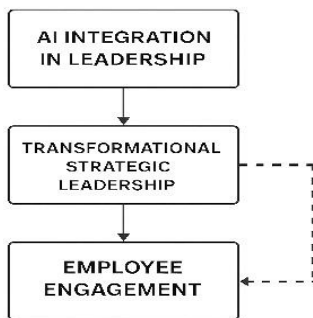 AI INTEGRATION
IN LEADERSHIP
TRANSFORMATIONAL
STRATEGIC
LEADERSHIP
EMPLOYEE
ENGAGEMENT